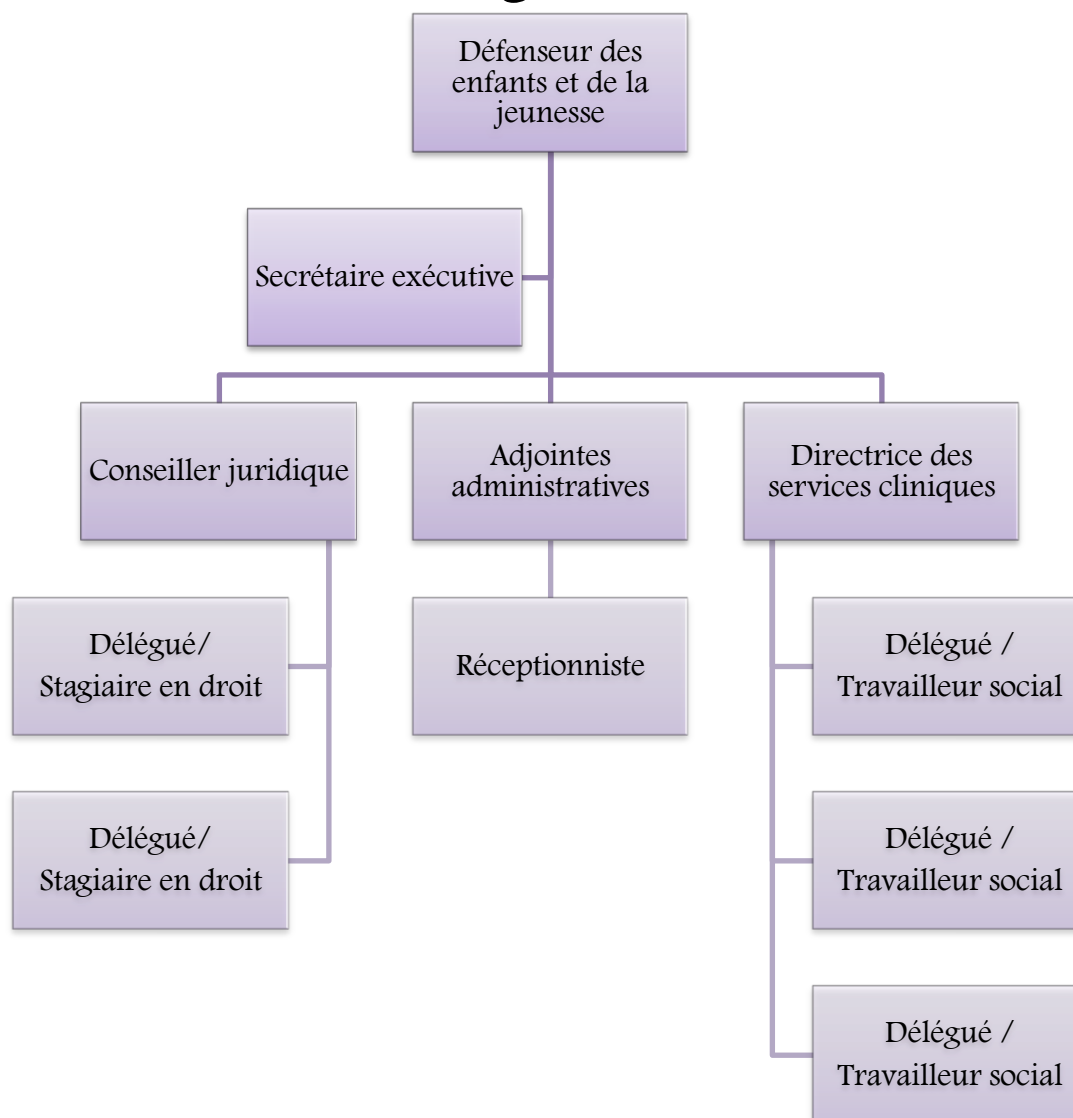 Défenseur des
enfants et de la
jeunesse
Secrétaire exécutive
Conseiller juridique
Adjointes
administratives
Directrice des
services cliniques
Délégué/
Stagiaire en droit
Réceptionniste
Délégué /
Travailleur social
Délégué/
Stagiaire en droit
Délégué /
Travailleur social
Délégué /
Travailleur social